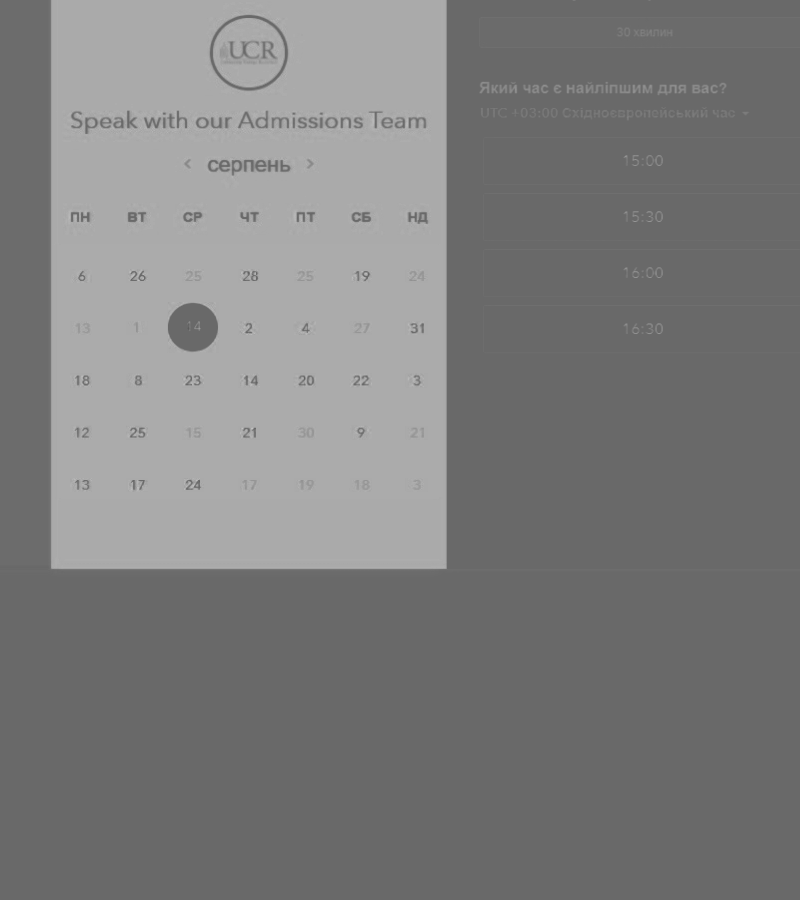 UCR
Speak with our Admissions Team
серпень
ПН ВТ СР ЧТ ПТ СБ НД
6 26 25 28 25 19 24
13 1 14 2 4 27 31
18 8 23 14 20 22 3
12 25 15 21 30 9 21
13 17 24 17 19 18 3
30 хвилин
Який час є найліпшим для вас?
UTC +03:00 Східноєвропейський час
15:00
15:30
16:00
16:30